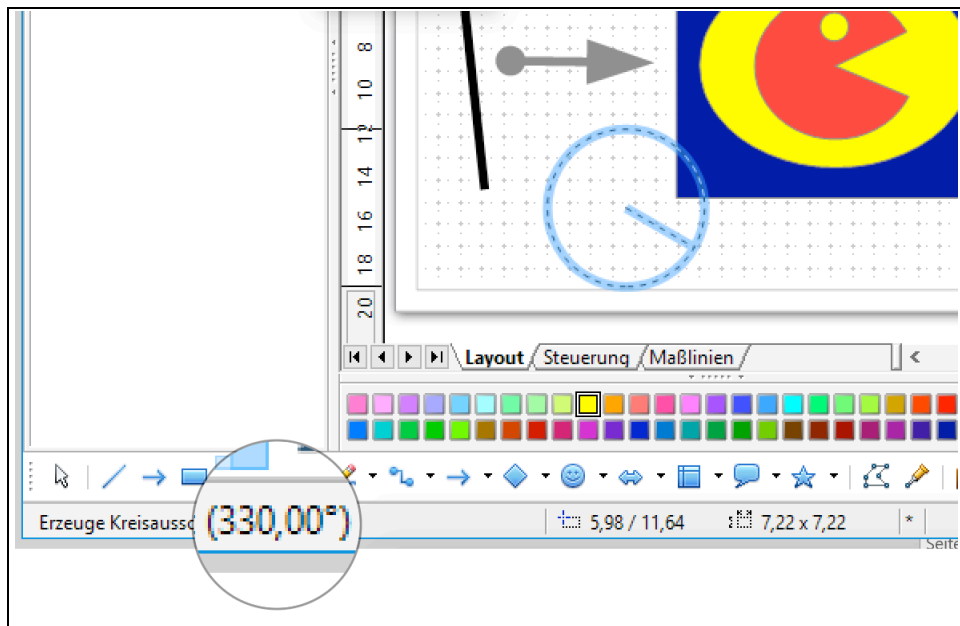 8
10
12
14
16
18
20
Layout Steuerung Maßlinien
Erzeuge Kreisaussc (330,00°) 5,98 / 11,64 7,22 x 7,22 *
Seite